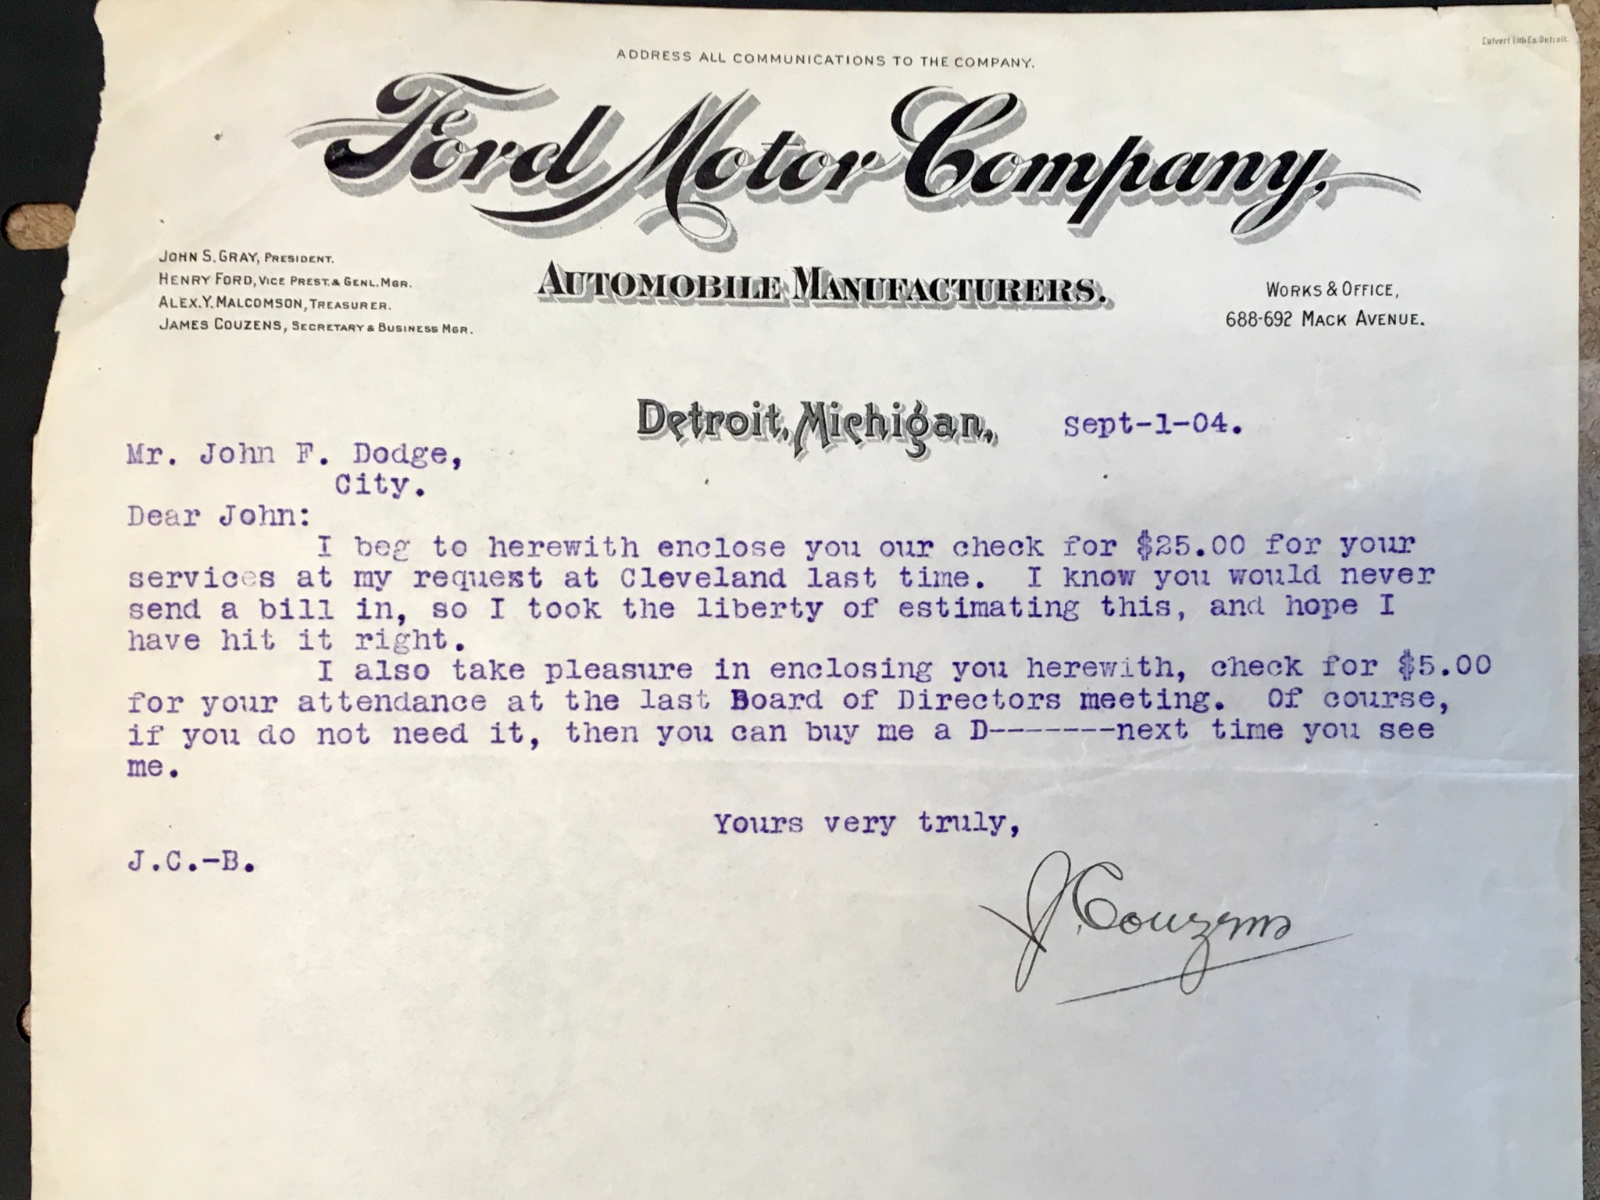 Calvert Lith Co. Detroit.
ADDRESS ALL COMMUNICATIONS TO THE COMPANY.
Ford Motor Company,
AUTOMOBILE MANUFACTURERS.
JOHN S. GRAY, PRESIDENT.
HENRY FORD, VICE PREST. & GENL. MGR.
ALEX. Y. MALCOMSON, TREASURER.
JAMES COUZENS, SECRETARY & BUSINESS MGR.
WORKS & OFFICE,
688-692 MACK AVENUE.
Detroit, Michigan, Sept-1-04.
Mr. John F. Dodge,
City.
Dear John:
I beg to herewith enclose you our check for $25.00 for your
services at my request at Cleveland last time. I know you would never
send a bill in, so I took the liberty of estimating this, and hope I
have hit it right.
I also take pleasure in enclosing you herewith, check for $5.00
for your attendance at the last Board of Directors meeting. Of course,
if you do not need it, then you can buy me a D-------next time you see
me.
Yours very truly,
J.C.-B.
J. Couzens